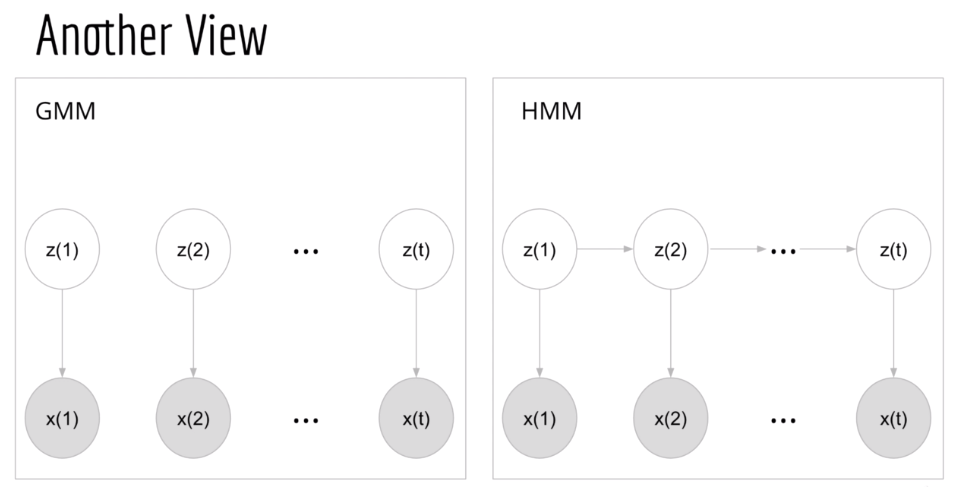 Another View
GMM
z(1) z(2) ... z(t)
x(1) x(2) ... x(t)
HMM
z(1) z(2) ... z(t)
x(1) x(2) ... x(t)